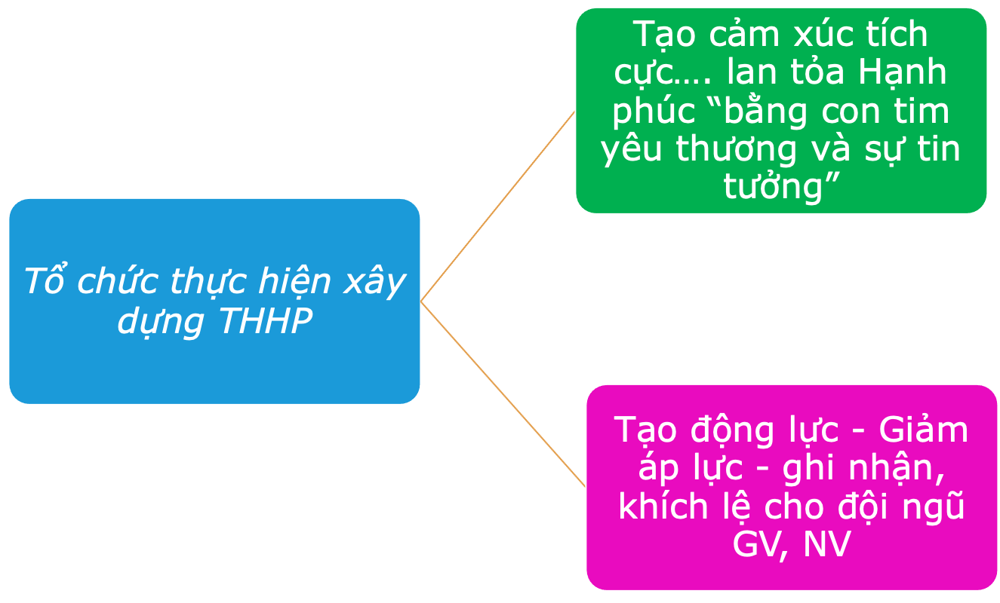 Tạo cảm xúc tích
cực…. lan tỏa Hạnh
phúc “bằng con tim
yêu thương và sự tin
tưởng”
Tổ chức thực hiện xây
dựng THHP
Tạo động lực - Giảm
áp lực - ghi nhận,
khích lệ cho đội ngũ
GV, NV